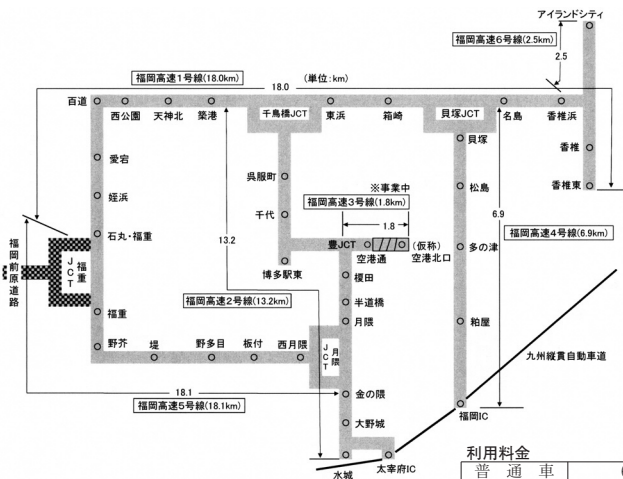 アイランドシティ
福岡高速6号線(2.5km)
2.5
福岡高速1号線(18.0km)
18.0
(単位:km)
百道
西公園
天神北
築港
千鳥橋JCT
東浜
箱崎
貝塚JCT
名島
香椎浜
貝塚
愛宕
呉服町
香椎
※事業中
福岡高速3号線(1.8km)
松島
香椎東
姪浜
1.8
6.9
福岡高速4号線(6.9km)
千代
石丸・福重
13.2
豊JCT
空港通
(仮称)
空港北口
多の津
福岡前原道路
福重JCT
博多駅東
榎田
福岡高速2号線(13.2km)
半道橋
福重
月隈
粕屋
野芥
堤
野多目
板付
西月隈
月隈JCT
九州縦貫自動車道
18.1
福岡高速5号線(18.1km)
金の隈
福岡IC
大野城
水城
太宰府IC
利用料金
普通車